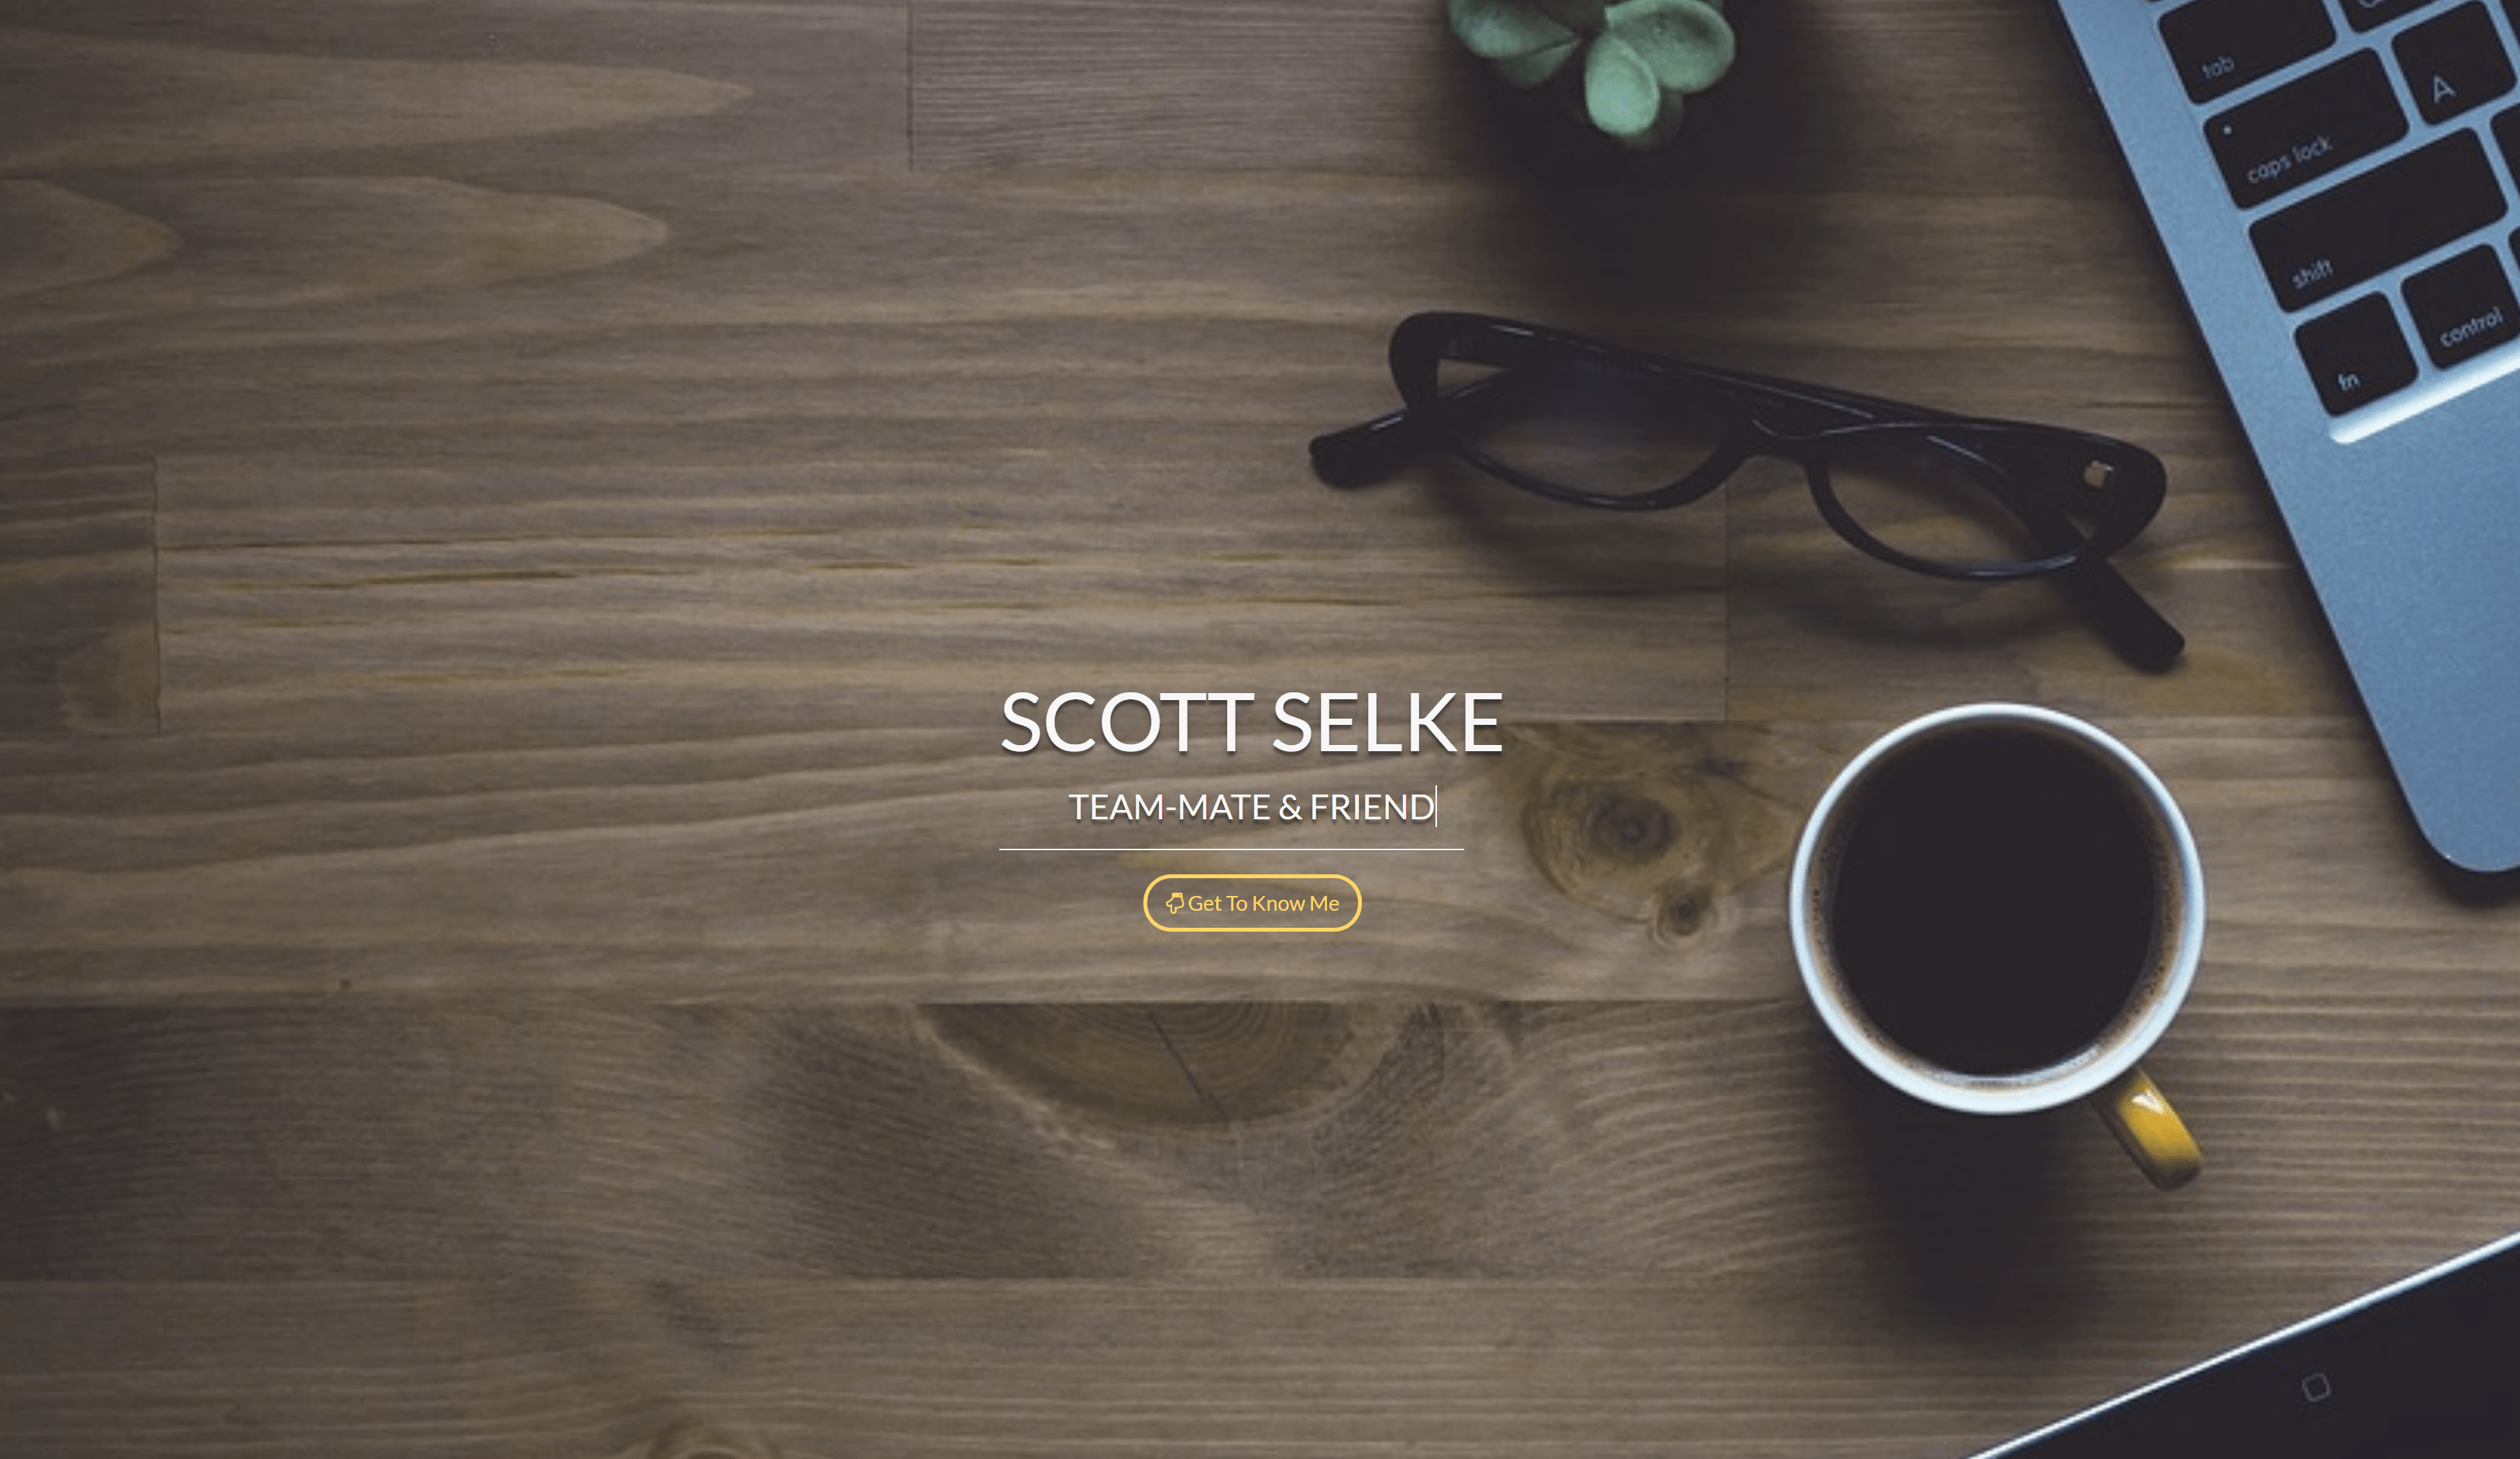 tab
A
caps lock
shift
fn
control
SCOTT SELKE
TEAM-MATE & FRIEND
Get To Know Me